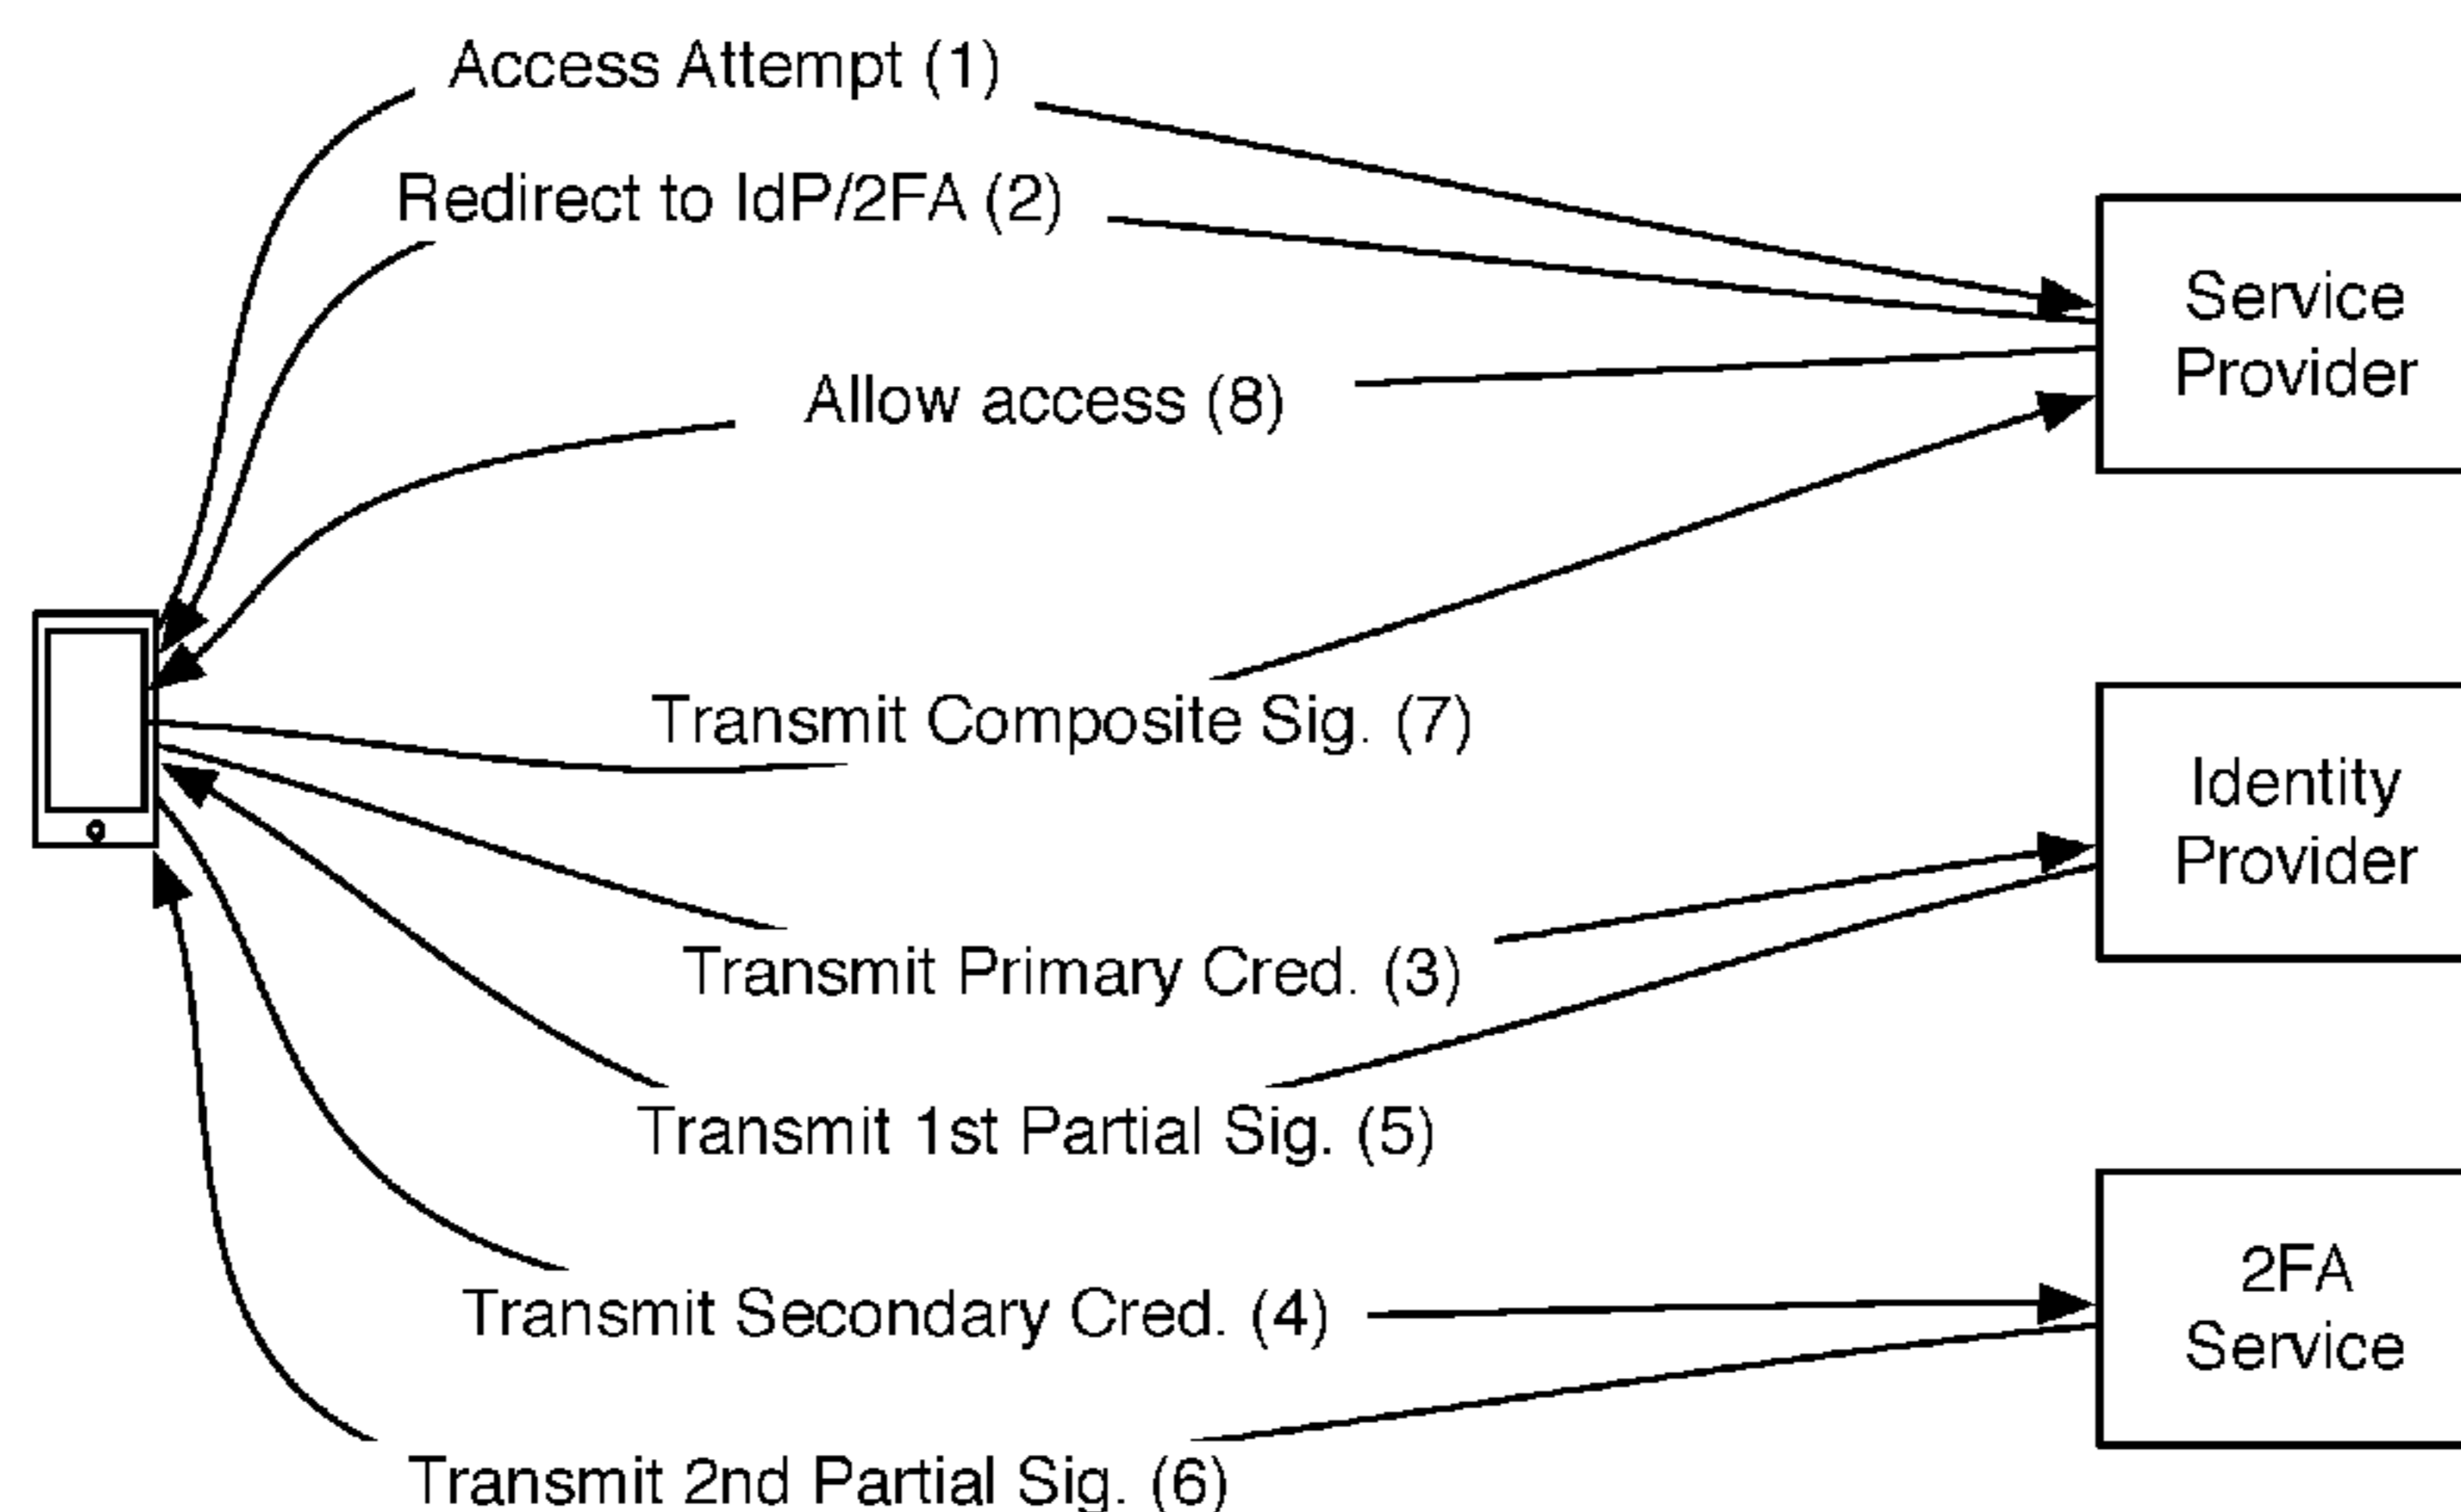 Access Attempt (1)
Redirect to IdP/2FA (2)
Allow access (8)
Transmit Composite Sig. (7)
Transmit Primary Cred. (3)
Transmit 1st Partial Sig. (5)
Transmit Secondary Cred. (4)
Transmit 2nd Partial Sig. (6)
Service
Provider
Identity
Provider
2FA
Service